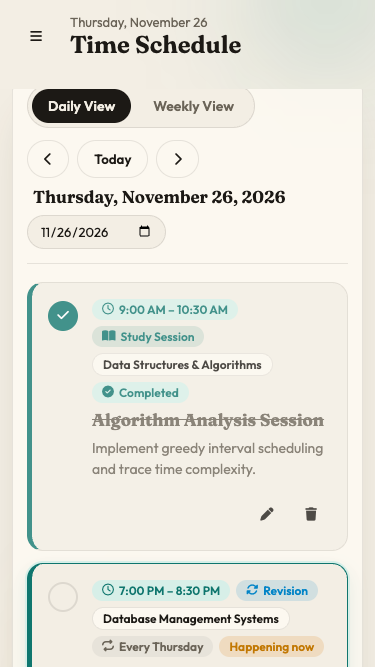 Thursday, November 26
Time Schedule
Daily View Weekly View
Today
Thursday, November 26, 2026
11/26/2026
9:00 AM – 10:30 AM
Study Session
Data Structures & Algorithms
Completed
Algorithm Analysis Session
Implement greedy interval scheduling
and trace time complexity.
7:00 PM – 8:30 PM Revision
Database Management Systems
Every Thursday Happening now